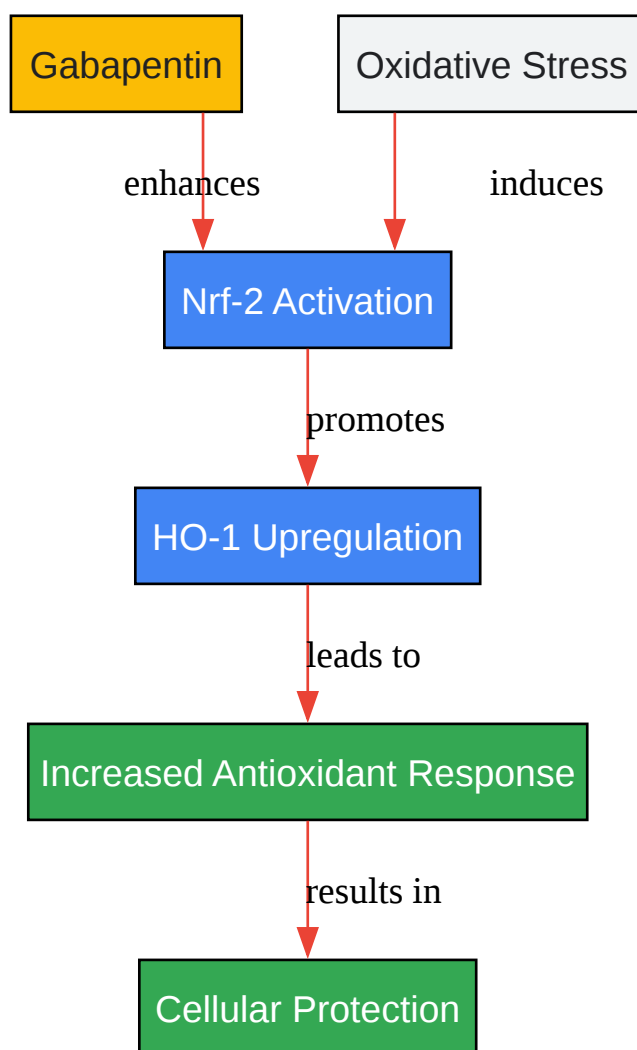 Gabapentin
Oxidative Stress
enhances
induces
Nrf-2 Activation
promotes
HO-1 Upregulation
leads to
Increased Antioxidant Response
results in
Cellular Protection